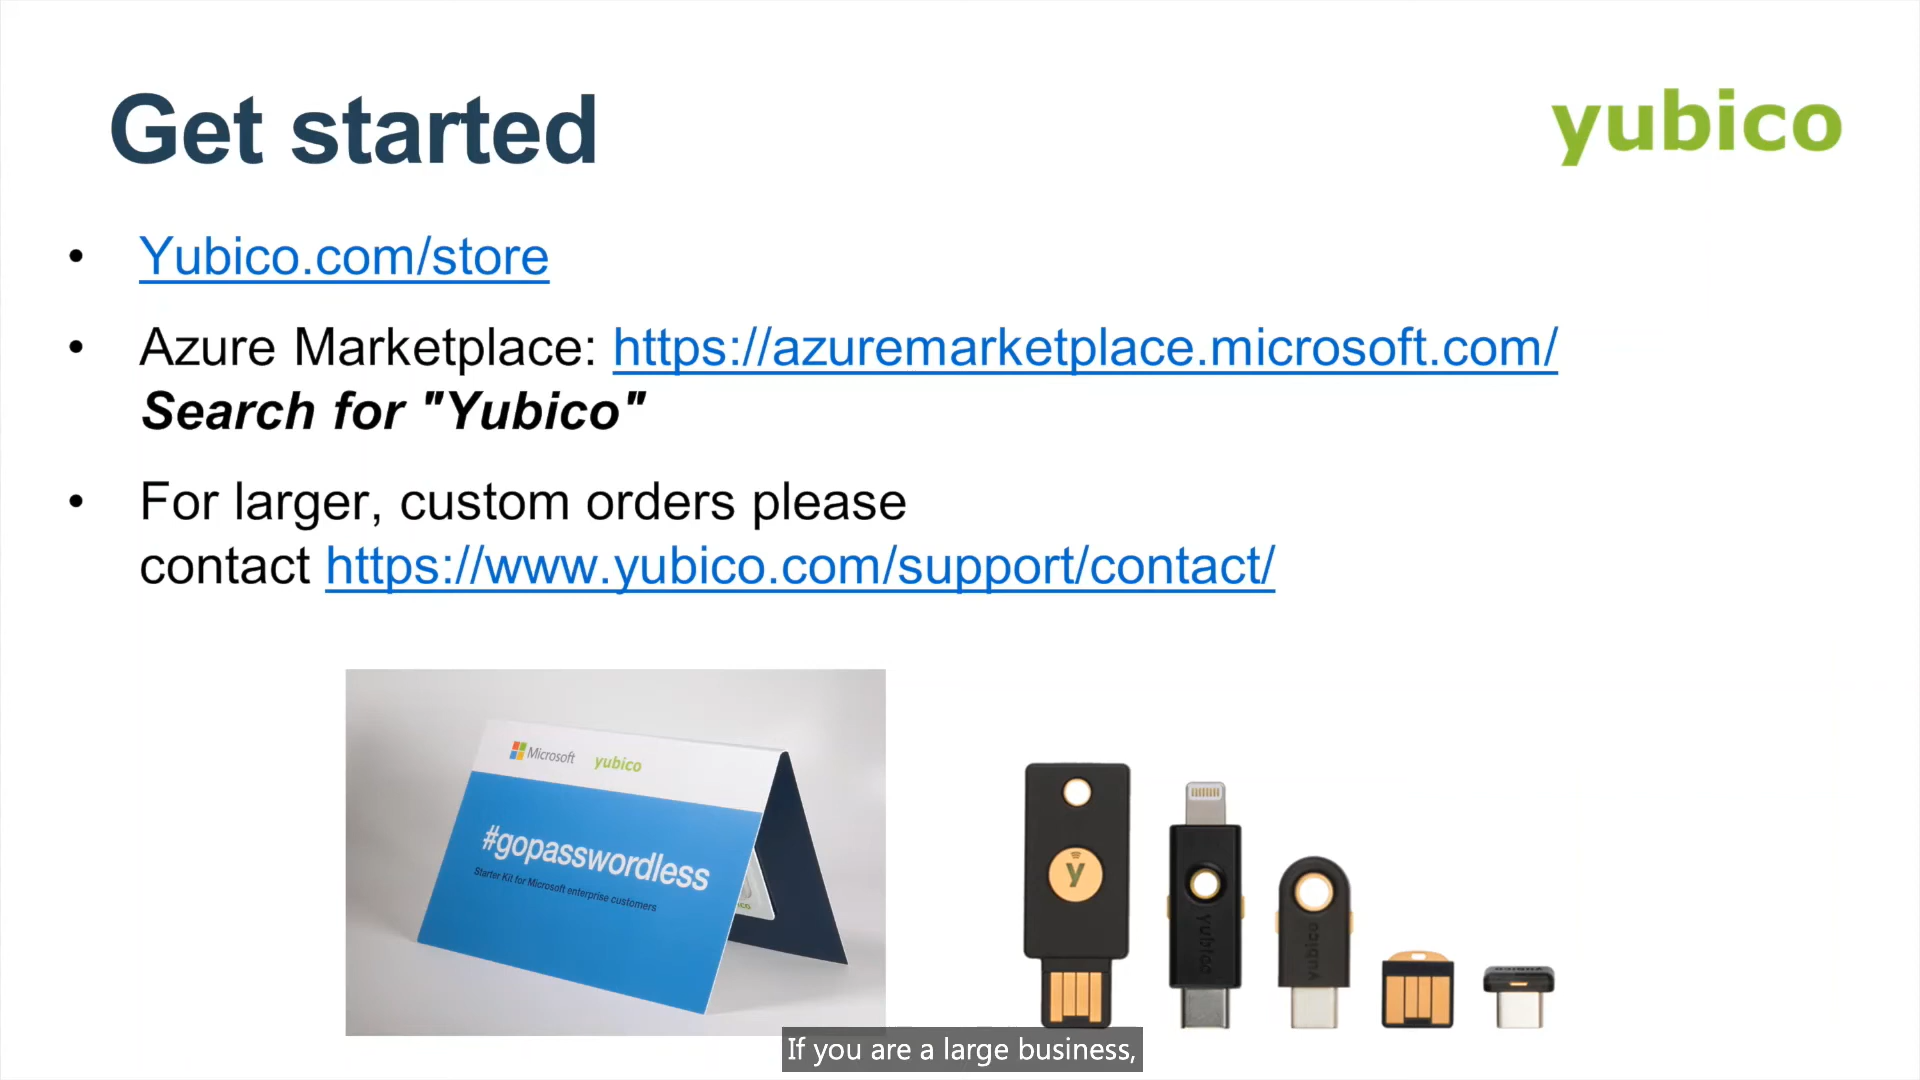 Get started
yubico
• Yubico.com/store
• Azure Marketplace: https://azuremarketplace.microsoft.com/
Search for "Yubico"
• For larger, custom orders please
contact https://www.yubico.com/support/contact/
Microsoft yubico
#gopasswordless
Starter Kit for Microsoft enterprise customers
y
yubico
yubico
If you are a large business,